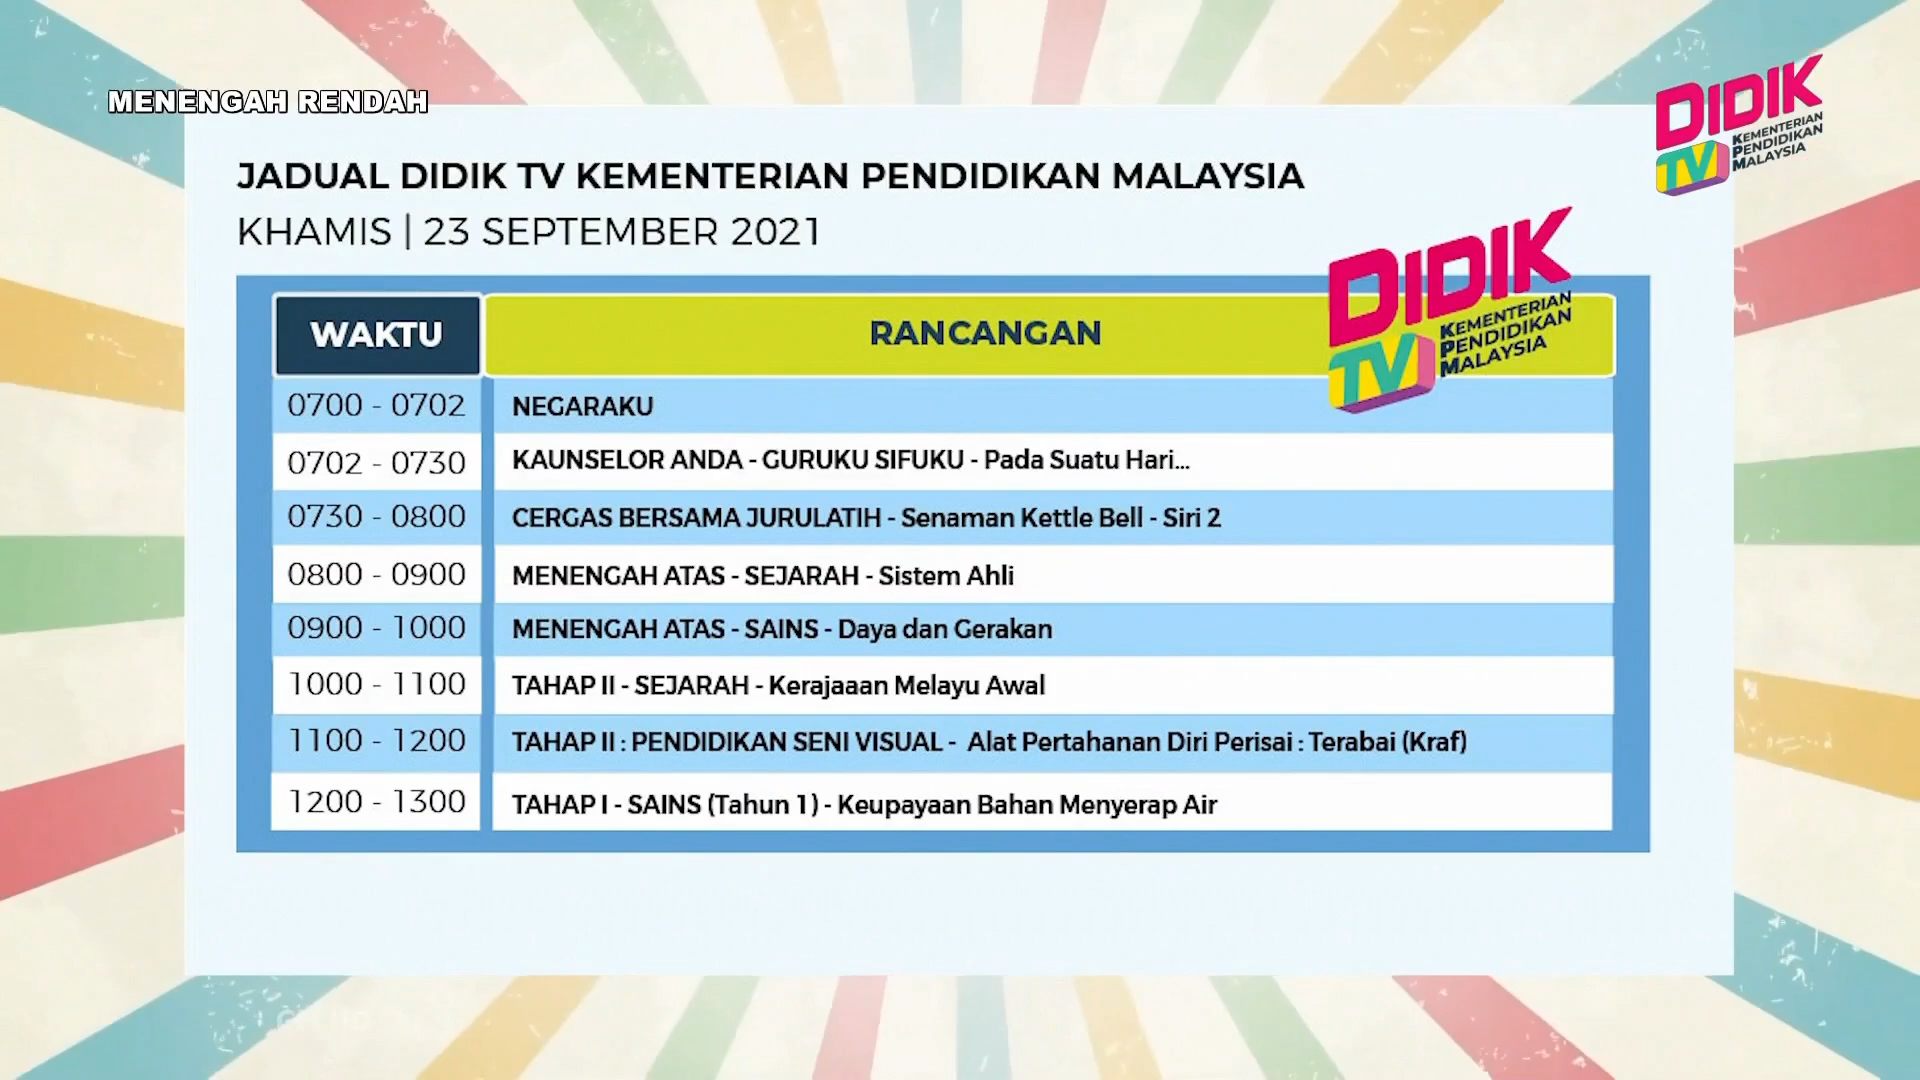 MENENGAH RENDAH
DIDIK
TV KEMENTERIAN
PENDIDIKAN
MALAYSIA
JADUAL DIDIK TV KEMENTERIAN PENDIDIKAN MALAYSIA
KHAMIS | 23 SEPTEMBER 2021
DIDIK
TV KEMENTERIAN
PENDIDIKAN
MALAYSIA
WAKTU RANCANGAN
0700 - 0702 NEGARAKU
0702 - 0730 KAUNSELOR ANDA - GURUKU SIFUKU - Pada Suatu Hari...
0730 - 0800 CERGAS BERSAMA JURULATIH - Senaman Kettle Bell - Siri 2
0800 - 0900 MENENGAH ATAS - SEJARAH - Sistem Ahli
0900 - 1000 MENENGAH ATAS - SAINS - Daya dan Gerakan
1000 - 1100 TAHAP II - SEJARAH - Kerajaaan Melayu Awal
1100 - 1200 TAHAP II : PENDIDIKAN SENI VISUAL - Alat Pertahanan Diri Perisai : Terabai (Kraf)
1200 - 1300 TAHAP I - SAINS (Tahun 1) - Keupayaan Bahan Menyerap Air